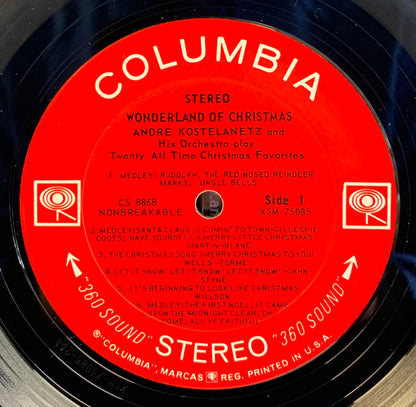 COLUMBIA
STEREO
WONDERLAND OF CHRISTMAS
ANDRE KOSTELANETZ and
His Orchestra play
Twenty All Time Christmas Favorites
1. MEDLEY: RUDOLPH, THE RED-NOSED REINDEER
MARKS; JINGLE BELLS
CS 8868
NONBREAKABLE
Side 1
XSM 75085
2. MEDLEY: SANTA CLAUS IS COMIN' TO TOWN-GILLESPIE
COOTS; HAVE YOURSELF A MERRY LITTLE CHRISTMAS
MARTIN-BLANE
3. THE CHRISTMAS SONG (MERRY CHRISTMAS TO YOU)
WELLS-TORME
4. LET IT SNOW! LET IT SNOW! LET IT SNOW!-CAHN
STYNE
5. IT'S BEGINNING TO LOOK LIKE CHRISTMAS
WILLSON
6. MEDLEY: THE FIRST NOEL; IT CAME
UPON THE MIDNIGHT CLEAR; OH
COME, ALL YE FAITHFUL
"360 SOUND" STEREO "360 SOUND"
® "COLUMBIA", MARCAS REG. PRINTED IN U.S.A.